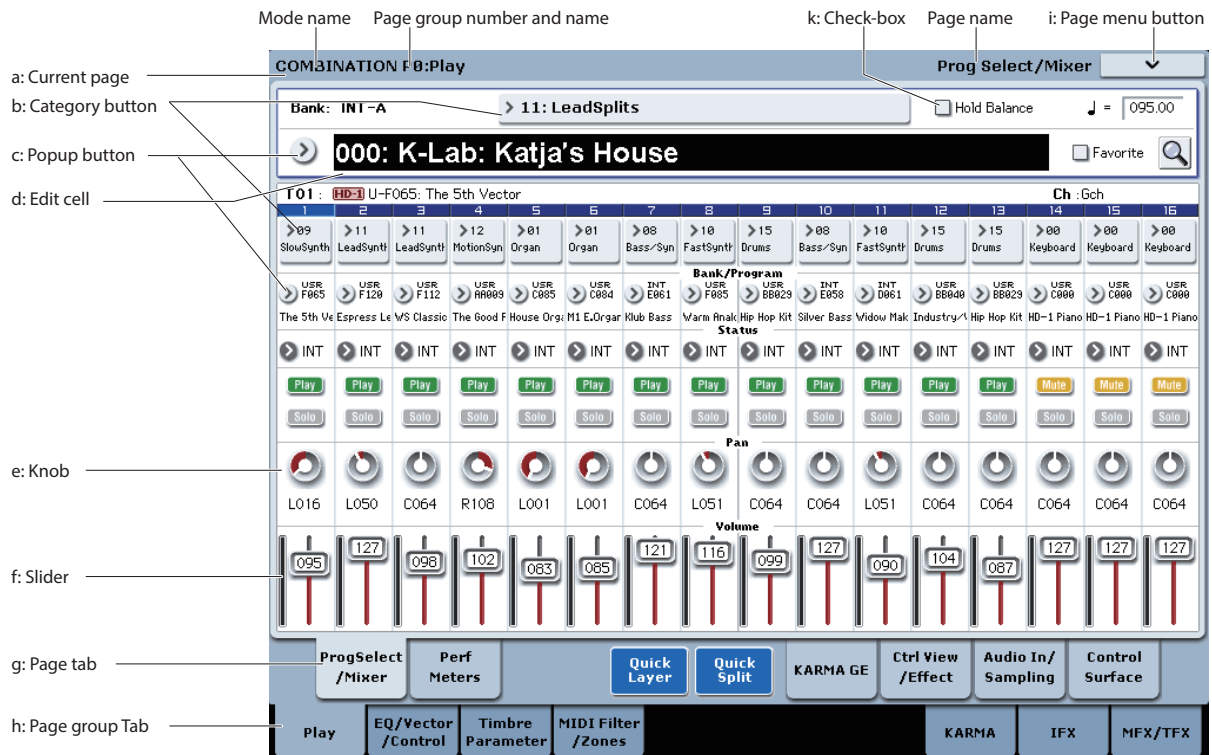 Mode name Page group number and name k: Check-box Page name i: Page menu button
a: Current page
COMBINATION P0:Play Prog Select/Mixer
b: Category button
Bank: INT-A 11: LeadSplits Hold Balance ♩ = 095.00
c: Popup button
000: K-Lab: Katja's House Favorite
d: Edit cell
T01 : HD-1 U-F065: The 5th Vector Ch :Gch
1 2 3 4 5 6 7 8 9 10 11 12 13 14 15 16
09 11 11 12 01 01 08 10 15 08 10 15 15 00 00 00
SlowSynth LeadSynth LeadSynth MotionSyn Organ Organ Bass/Syn FastSynth Drums Bass/Syn FastSynth Drums Drums Keyboard Keyboard Keyboard
Bank/Program
USR USR USR USR USR USR INT USR USR INT INT USR USR USR USR USR
F065 F120 F112 AA009 C085 C084 E061 F085 BB029 E058 D061 BB040 BB029 C000 C000 C000
The 5th Ve Espress Le WS Classic The Good F House Orga M1 E.Organ Klub Bass Warm Analo Hip Hop Kit Silver Bass Widow Mak Industry/ Hip Hop Kit HD-1 Piano HD-1 Piano HD-1 Piano
Status
INT INT INT INT INT INT INT INT INT INT INT INT INT INT INT INT
Play Play Play Play Play Play Play Play Play Play Play Play Play Mute Mute Mute
Solo Solo Solo Solo Solo Solo Solo Solo Solo Solo Solo Solo Solo Solo Solo Solo
Pan
e: Knob
L016 L050 C064 R108 L001 L001 C064 L051 C064 C064 L051 C064 C064 C064 C064 C064
Volume
095 127 098 102 083 085 121 116 099 127 090 104 087 127 127 127
f: Slider
g: Page tab
ProgSelect /Mixer Perf Meters Quick Layer Quick Split KARMA GE Ctrl View /Effect Audio In/ Sampling Control Surface
h: Page group Tab
Play EQ/Vector /Control Timbre Parameter MIDI Filter /Zones KARMA IFX MFX/TFX